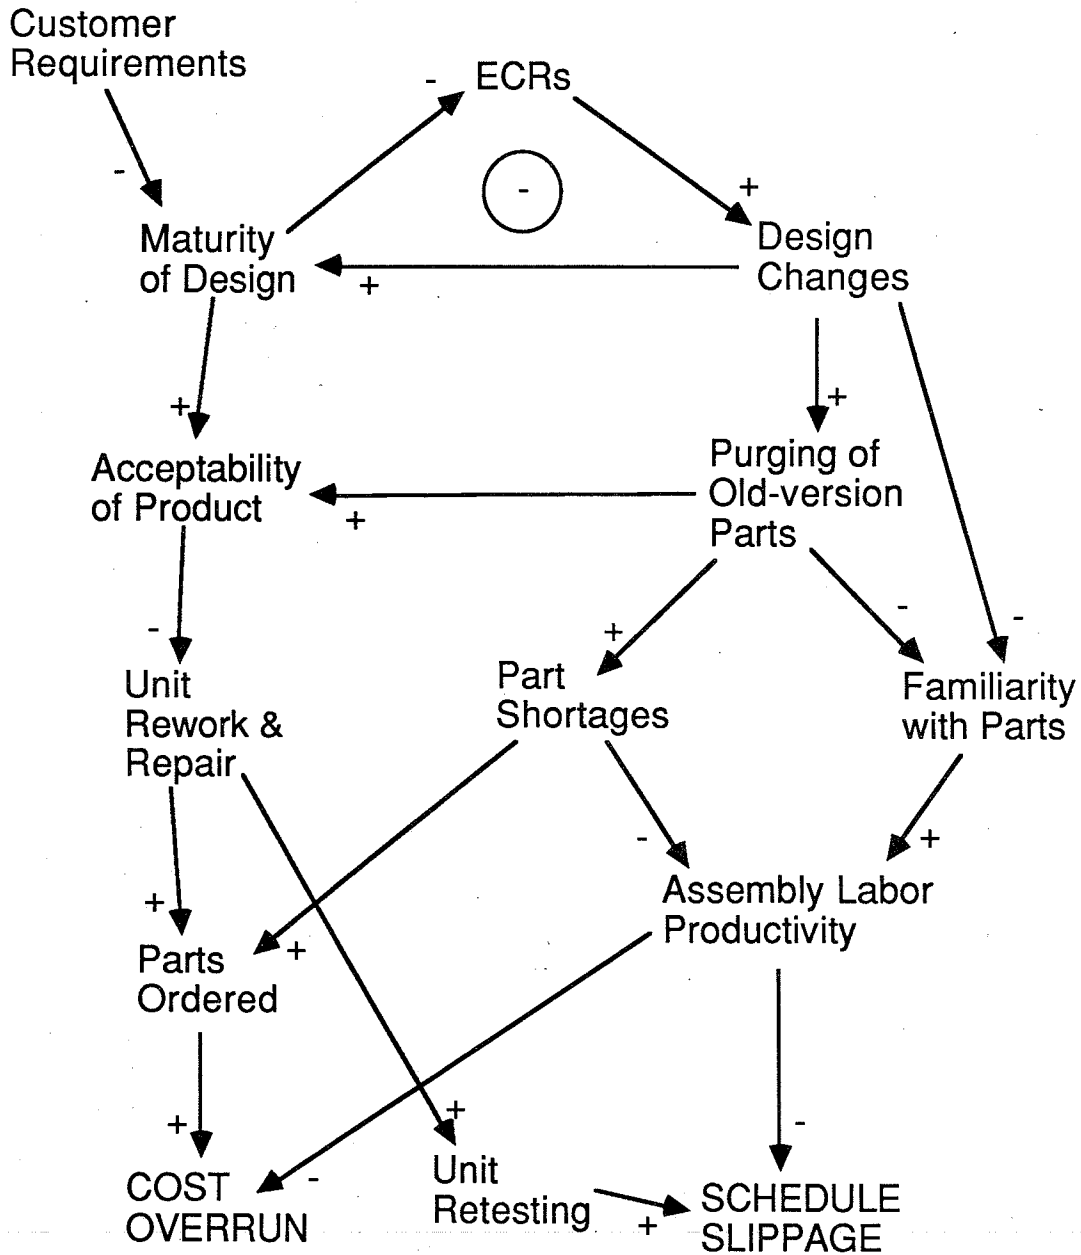 Customer
Requirements
-
ECRs
-
-
+
Maturity
of Design
Design
Changes
+
+
+
Acceptability
of Product
Purging of
Old-version
Parts
+
-
+
-
-
Unit
Rework &
Repair
Part
Shortages
Familiarity
with Parts
-
+
+
+
Assembly Labor
Productivity
Parts
Ordered
+
+
-
-
COST
OVERRUN
Unit
Retesting
+
SCHEDULE
SLIPPAGE